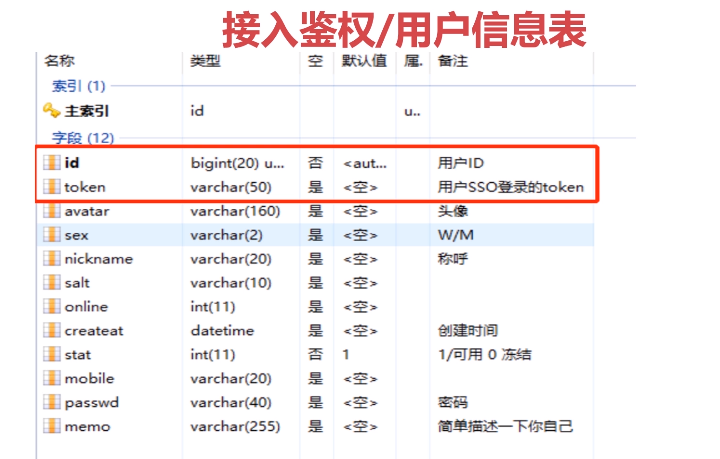 接入鉴权/用户信息表
名称 类型 空 默认值 属. 备注
索引 (1)
主索引 id u..
字段 (12)
id bigint(20) u... 否 <aut... 用户ID
token varchar(50) 是 <空> 用户SSO登录的token
avatar varchar(160) 是 <空> 头像
sex varchar(2) 是 <空> W/M
nickname varchar(20) 是 <空> 称呼
salt varchar(10) 是 <空>
online int(11) 是 <空>
createat datetime 是 <空> 创建时间
stat int(11) 否 1 1/可用 0 冻结
mobile varchar(20) 是 <空>
passwd varchar(40) 是 <空> 密码
memo varchar(255) 是 <空> 简单描述一下你自己